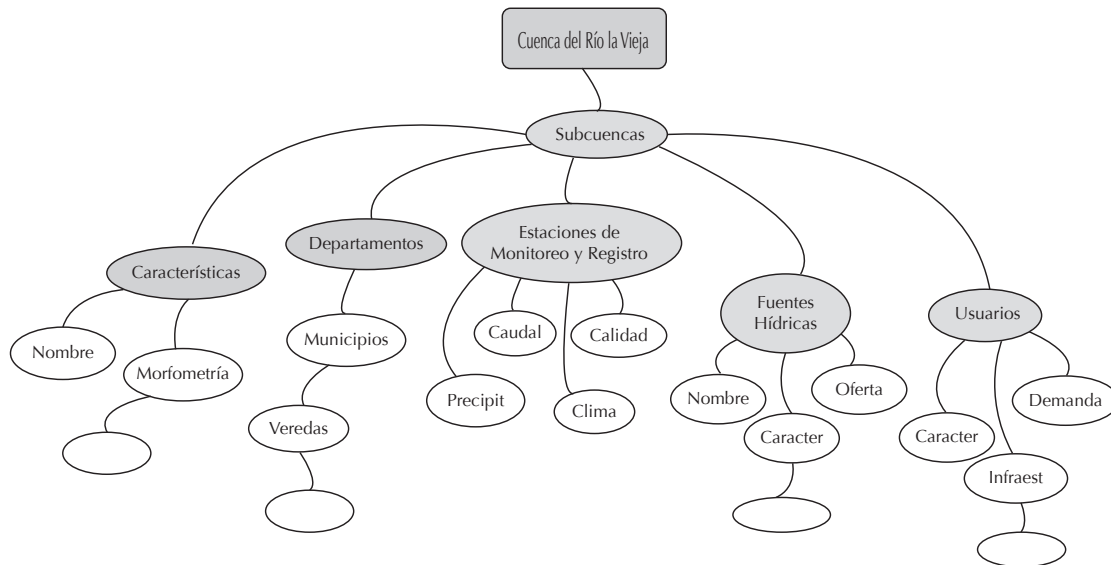 Cuenca del Río la Vieja
Subcuencas
Características
Departamentos
Estaciones de
Monitoreo y Registro
Fuentes
Hídricas
Usuarios
Nombre
Morfometría
Municipios
Veredas
Precipit
Caudal
Clima
Calidad
Nombre
Caracter
Oferta
Caracter
Infraest
Demanda